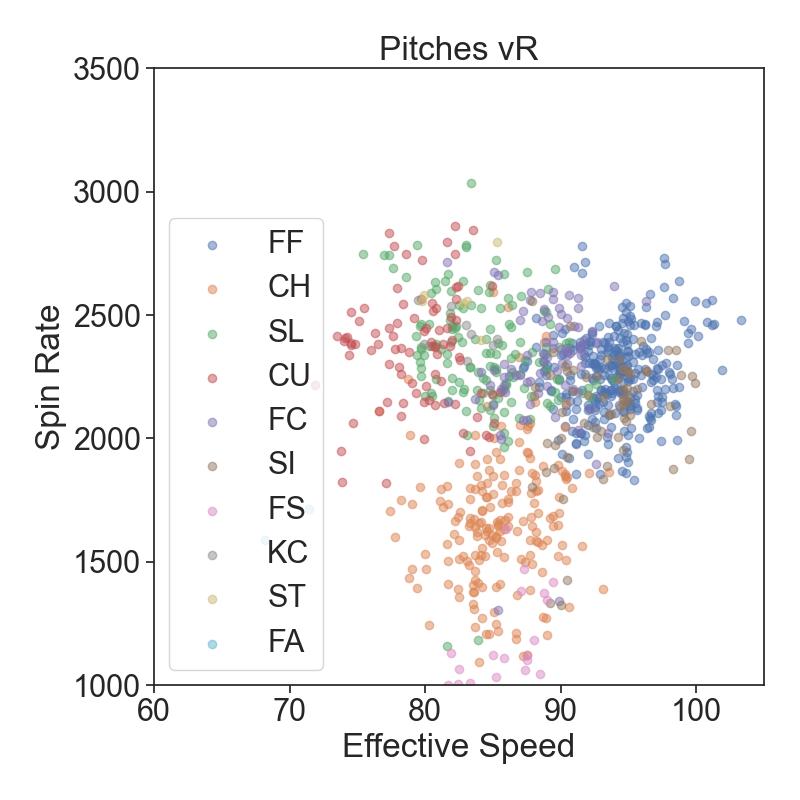 Pitches vR
3500
3000
2500
2000
1500
1000
Spin Rate
FF
CH
SL
CU
FC
SI
FS
KC
ST
FA
60 70 80 90 100
Effective Speed